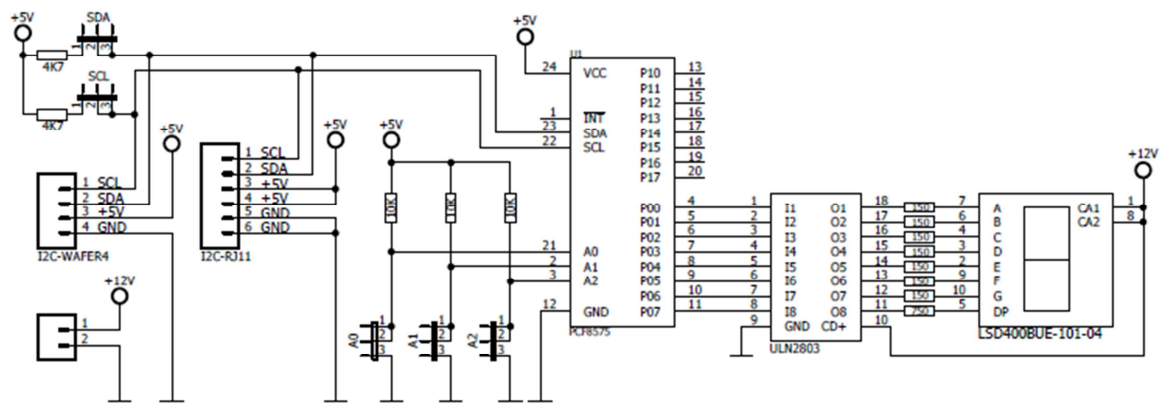 +5V
SDA
1 2 3
4K7
SCL
1 2 3
4K7
+5V
1 SCL
2 SDA
3 +5V
4 GND
I2C-WAFER4
+12V
1
2
+5V
1 SCL
2 SDA
3 +5V
4 +5V
5 GND
6 GND
I2C-RJ11
+5V
10K
10K
10K
A0
1
2
3
A1
1
2
3
A2
1
2
3
+5V
U1
24 VCC
1 INT
23 SDA
22 SCL
21 A0
2 A1
3 A2
12 GND
P10 13
P11 14
P12 15
P13 16
P14 17
P15 18
P16 19
P17 20
P00 4
P01 5
P02 6
P03 7
P04 8
P05 9
P06 10
P07 11
PCF8575
1 I1
2 I2
3 I3
4 I4
5 I5
6 I6
7 I7
8 I8
9 GND
O1 18
O2 17
O3 16
O4 15
O5 14
O6 13
O7 12
O8 11
CD+ 10
ULN2803
150
150
150
150
150
150
150
750
7 A
6 B
4 C
3 D
2 E
9 F
10 G
5 DP
CA1 1
CA2 8
LSD400BUE-101-04
+12V